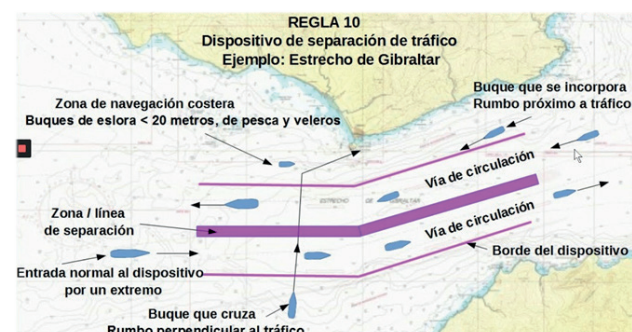 REGLA 10
Dispositivo de separación de tráfico
Ejemplo: Estrecho de Gibraltar
Buque que se incorpora
Rumbo próximo a tráfico
Zona de navegación costera
Buques de eslora < 20 metros, de pesca y veleros
Vía de circulación
ESTRECHO DE GIBRALTAR
Zona / línea
de separación
Vía de circulación
Borde del dispositivo
Entrada normal al dispositivo
por un extremo
Buque que cruza
Rumbo perpendicular al tráfico